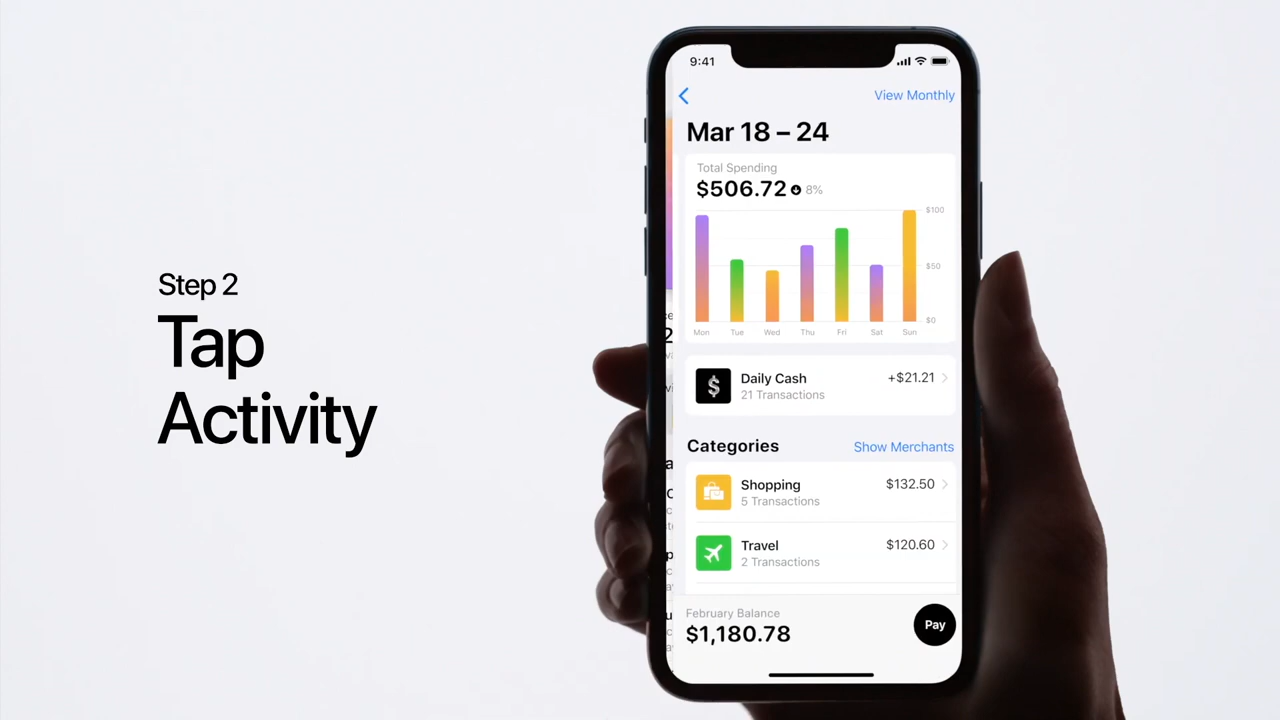 Step 2
Tap
Activity
9:41
View Monthly
Mar 18 – 24
Total Spending
$506.72 8%
$100
$50
$0
Mon Tue Wed Thu Fri Sat Sun
Daily Cash +$21.21
21 Transactions
Categories Show Merchants
Shopping $132.50
5 Transactions
Travel $120.60
2 Transactions
February Balance
$1,180.78
Pay